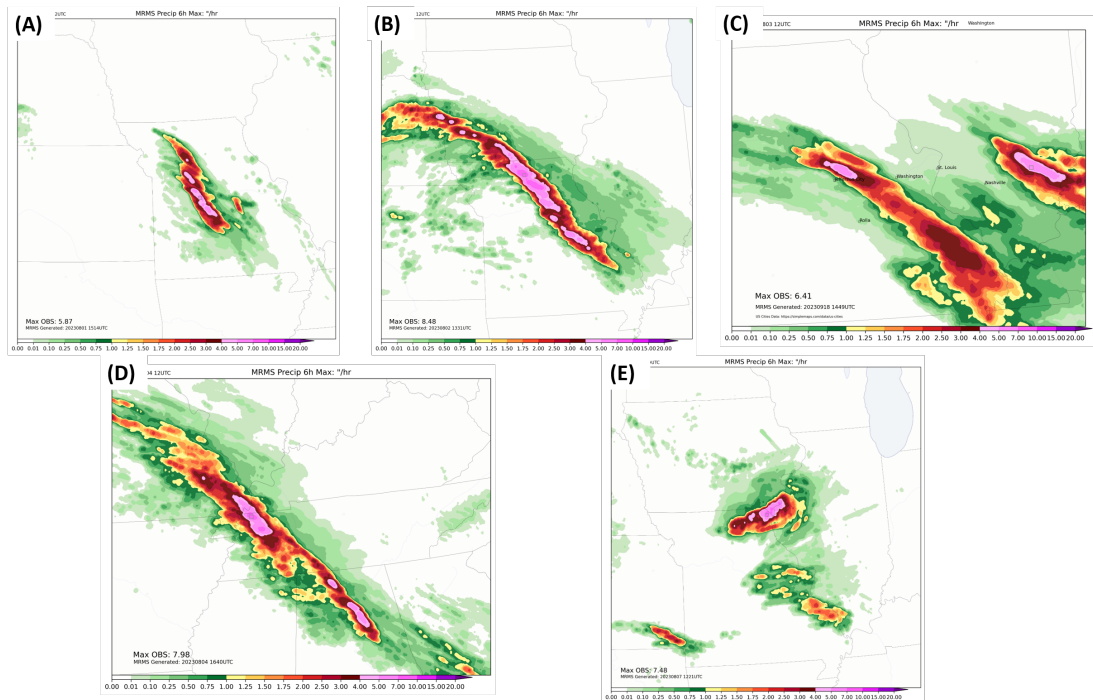 (A)
MRMS Precip 6h Max: "/hr
Max OBS: 5.87
MRMS Generated: 20230801 1514UTC
0.00 0.01 0.10 0.50 0.75 1.00 1.25 1.50 1.75 2.00 2.50 3.00 4.00 5.00 7.00 10.00 15.00 20.00
(B)
12UTC
MRMS Precip 6h Max: "/hr
Max OBS: 8.48
MRMS Generated: 20230802 1331UTC
0.00 0.01 0.10 0.50 0.75 1.00 1.25 1.50 1.75 2.00 2.50 3.00 4.00 5.00 7.00 10.00 15.00 20.00
(C)
803 12UTC
MRMS Precip 6h Max: "/hr
Washington
St. Louis
Washington
Nashville
Rolla
Max OBS: 6.41
MRMS Generated: 20230918 1449UTC
US Cities Data: https://simplemaps.com/data/us-cities
0.00 0.01 0.10 0.50 0.75 1.00 1.25 1.50 1.75 2.00 2.50 3.00 4.00 5.00 7.00 10.00 15.00 20.00
(D)
04 12UTC
MRMS Precip 6h Max: "/hr
Max OBS: 7.98
MRMS Generated: 20230804 1640UTC
0.00 0.01 0.10 0.50 0.75 1.00 1.25 1.50 1.75 2.00 2.50 3.00 4.00 5.00 7.00 10.00 15.00 20.00
(E)
MRMS Precip 6h Max: "/hr
Max OBS: 7.48
MRMS Generated: 20230807 1221UTC
0.00 0.01 0.10 0.50 0.75 1.00 1.25 1.50 1.75 2.00 2.50 3.00 4.00 5.00 7.00 10.00 15.00 20.00